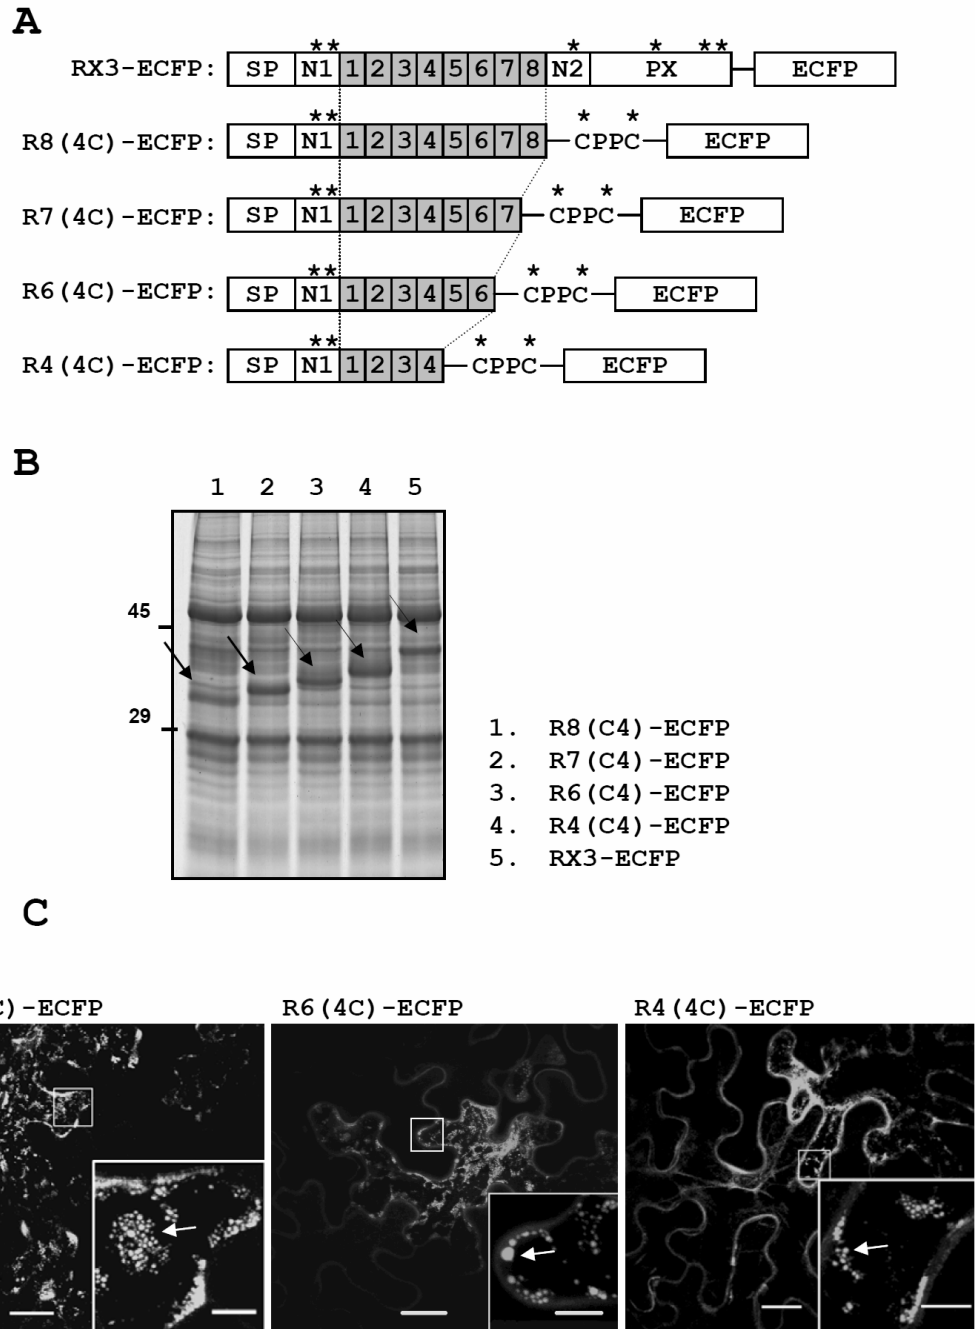 A
** * * **
RX3-ECFP: SP N1 1 2 3 4 5 6 7 8 N2 PX ECFP
** * *
R8(4C)-ECFP: SP N1 1 2 3 4 5 6 7 8 CPPC ECFP
** * *
R7(4C)-ECFP: SP N1 1 2 3 4 5 6 7 CPPC ECFP
** * *
R6(4C)-ECFP: SP N1 1 2 3 4 5 6 CPPC ECFP
** * *
R4(4C)-ECFP: SP N1 1 2 3 4 CPPC ECFP
B
1 2 3 4 5
45
29
1. R8(C4)-ECFP
2. R7(C4)-ECFP
3. R6(C4)-ECFP
4. R4(C4)-ECFP
5. RX3-ECFP
C
C)-ECFP R6(4C)-ECFP R4(4C)-ECFP